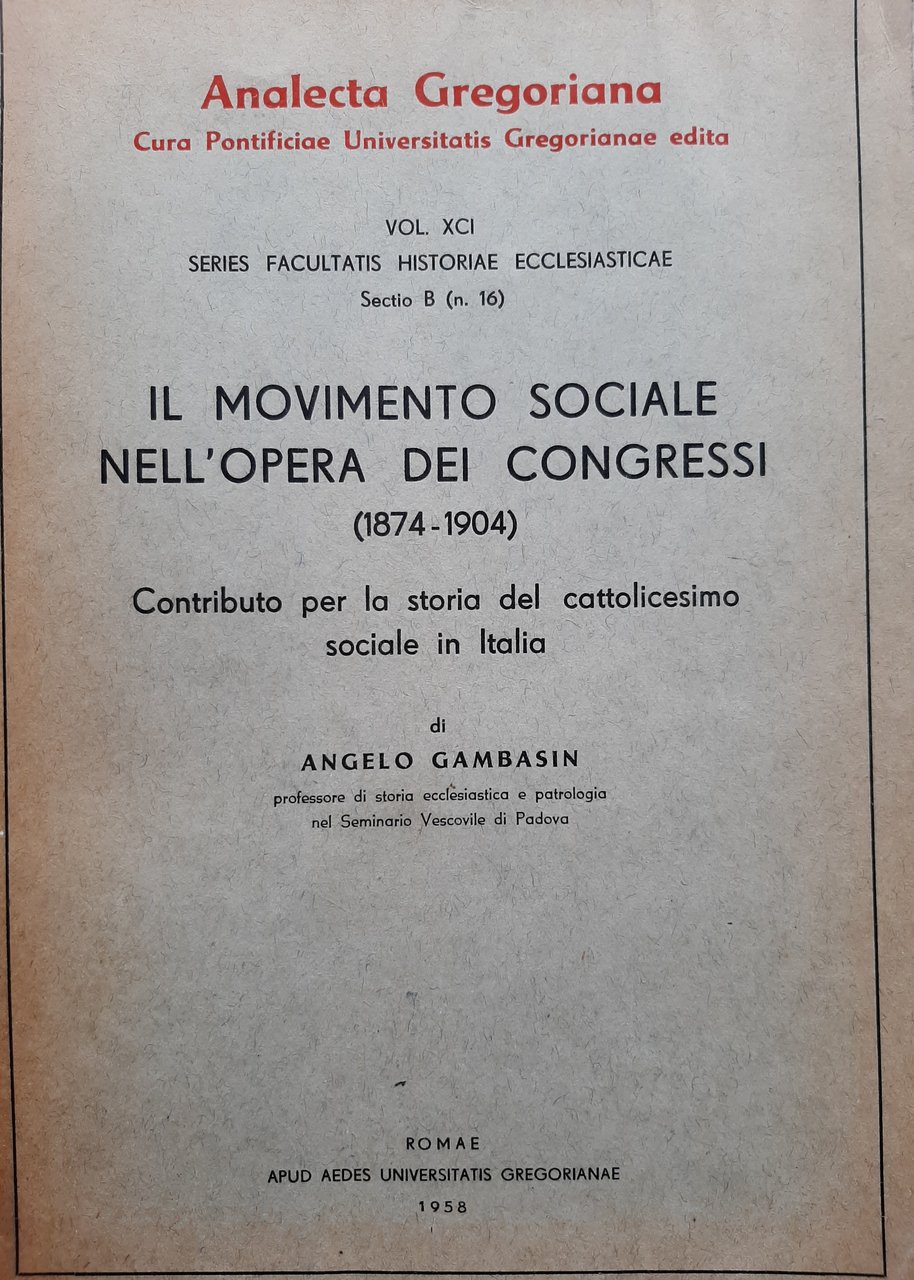 Analecta Gregoriana
Cura Pontificiae Universitatis Gregorianae edita
VOL. XCI
SERIES FACULTATIS HISTORIAE ECCLESIASTICAE
Sectio B (n. 16)
IL MOVIMENTO SOCIALE
NELL'OPERA DEI CONGRESSI
(1874-1904)
Contributo per la storia del cattolicesimo
sociale in Italia
di
ANGELO GAMBASIN
professore di storia ecclesiastica e patrologia
nel Seminario Vescovile di Padova
ROMAE
APUD AEDES UNIVERSITATIS GREGORIANAE
1958